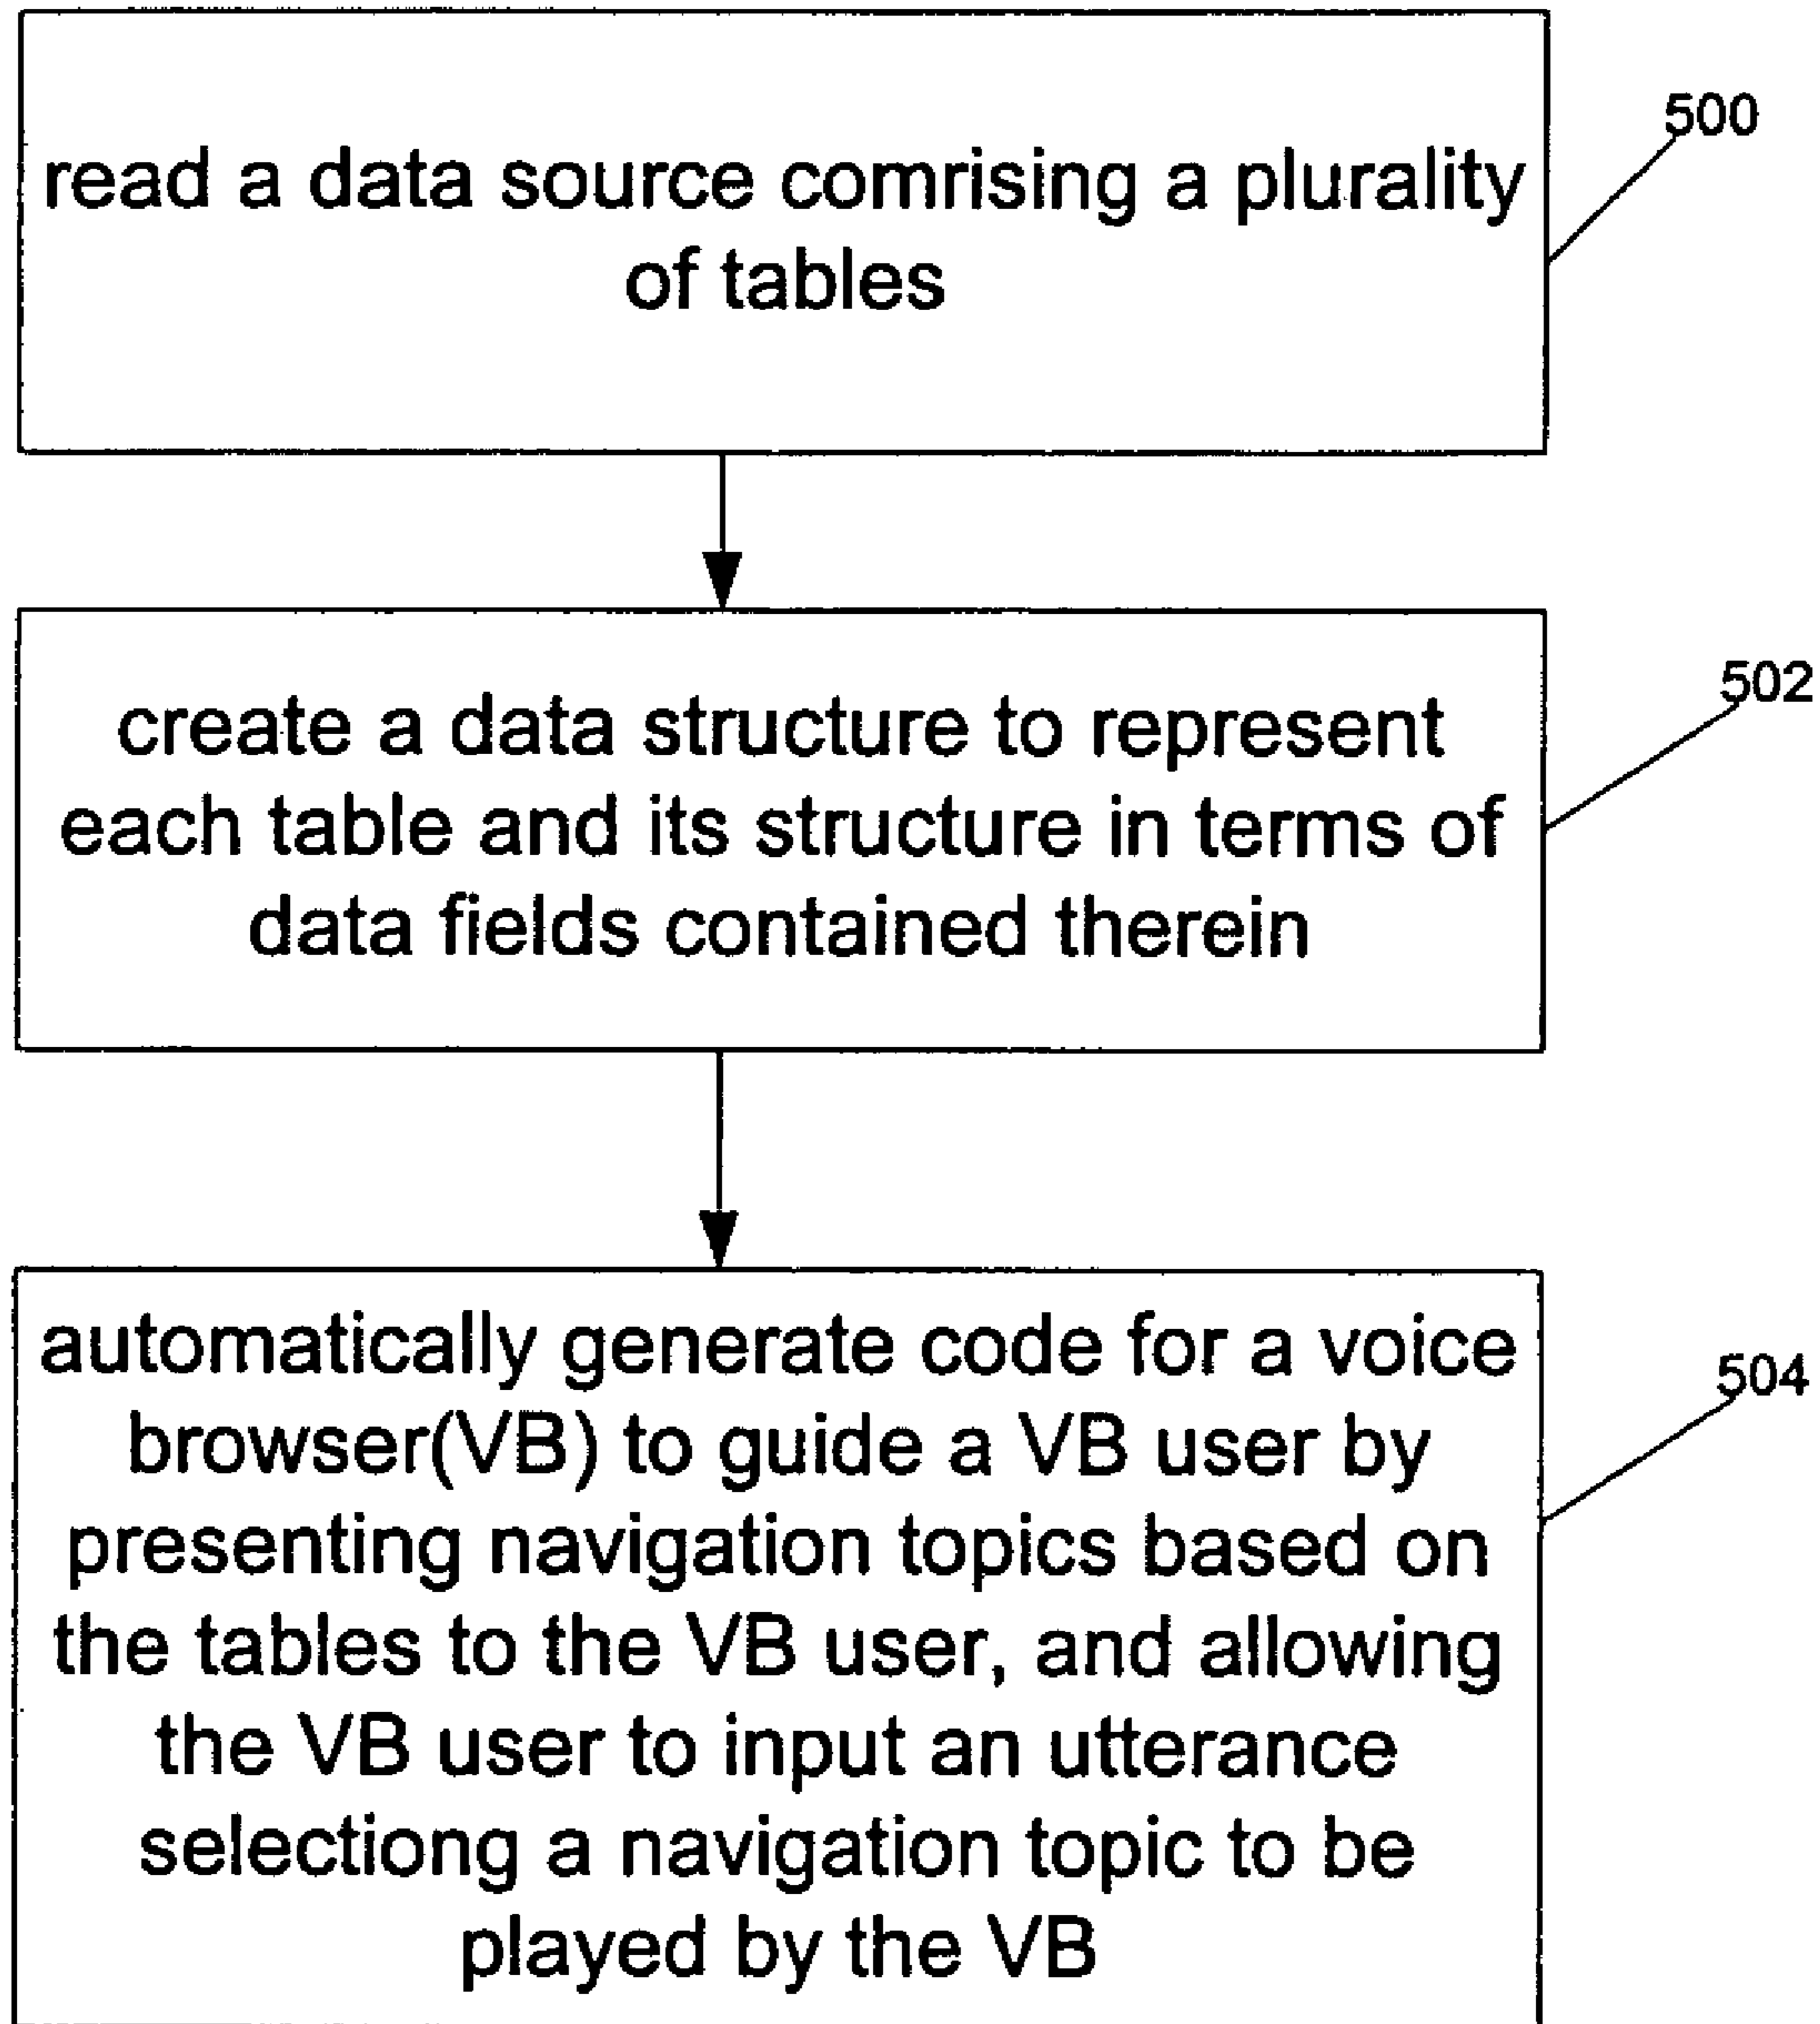 read a data source comrising a plurality
of tables
500
create a data structure to represent
each table and its structure in terms of
data fields contained therein
502
automatically generate code for a voice
browser(VB) to guide a VB user by
presenting navigation topics based on
the tables to the VB user, and allowing
the VB user to input an utterance
selectiong a navigation topic to be
played by the VB
504